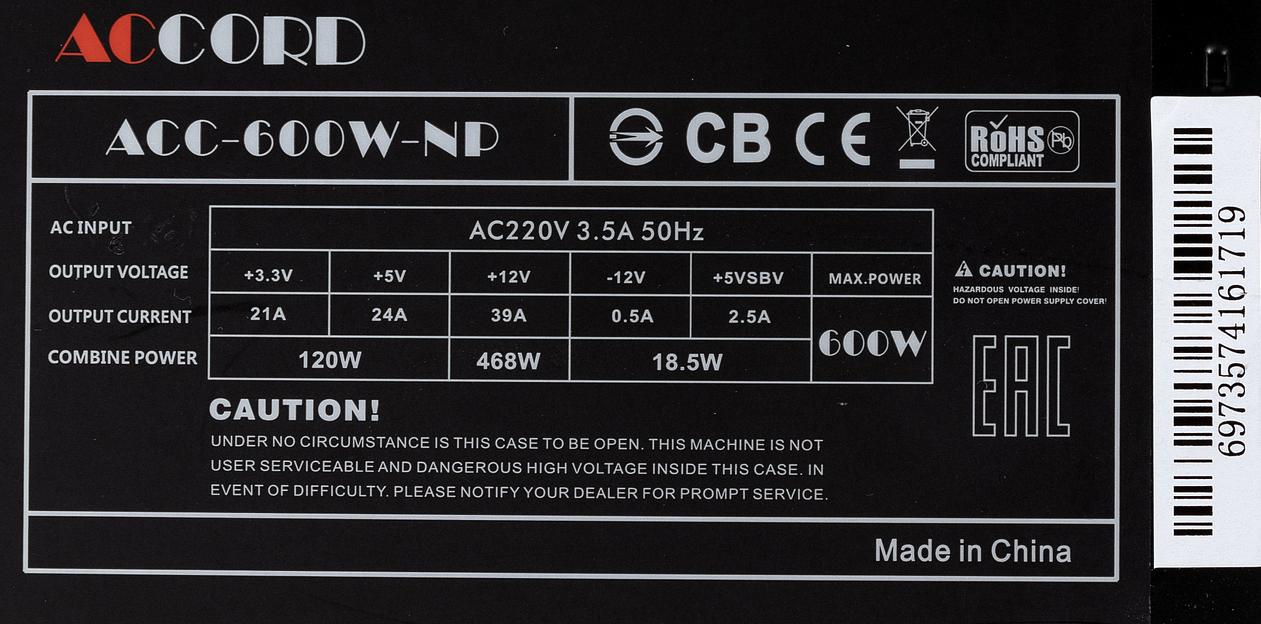 ACCORD
ACC-600W-NP
CB CE RoHS Pb
COMPLIANT
AC INPUT AC220V 3.5A 50Hz
OUTPUT VOLTAGE +3.3V +5V +12V -12V +5VSBV MAX.POWER
OUTPUT CURRENT 21A 24A 39A 0.5A 2.5A 600W
COMBINE POWER 120W 468W 18.5W
CAUTION!
HAZARDOUS VOLTAGE INSIDE!
DO NOT OPEN POWER SUPPLY COVER!
EAC
CAUTION!
UNDER NO CIRCUMSTANCE IS THIS CASE TO BE OPEN. THIS MACHINE IS NOT
USER SERVICEABLE AND DANGEROUS HIGH VOLTAGE INSIDE THIS CASE. IN
EVENT OF DIFFICULTY. PLEASE NOTIFY YOUR DEALER FOR PROMPT SERVICE.
Made in China
6973574161719